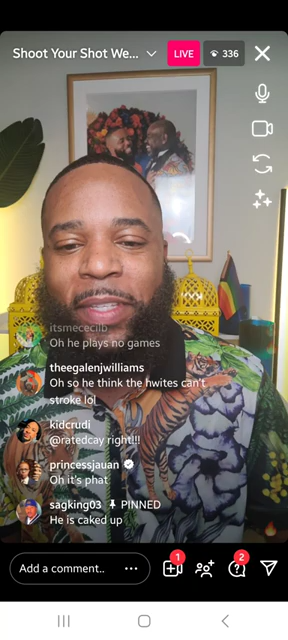 Shoot Your Shot We...
LIVE
336
itsmececilb
Oh he plays no games
theegalenjwilliams
Oh so he think the hwites can't
stroke lol
kidcrudi
@ratedcay right!!!
princessjauan
Oh it's phat
sagking03 PINNED
He is caked up
Add a comment..
1
2